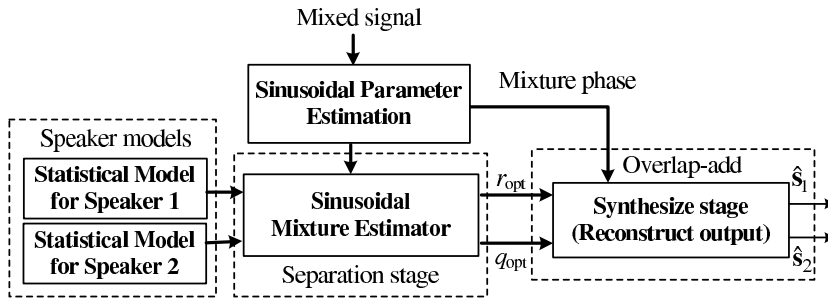 Mixed signal
Sinusoidal Parameter
Estimation
Mixture phase
Speaker models
Statistical Model
for Speaker 1
Statistical Model
for Speaker 2
Sinusoidal
Mixture Estimator
Separation stage
r_opt
q_opt
Overlap-add
Synthesize stage
(Reconstruct output)
ŝ_1
ŝ_2